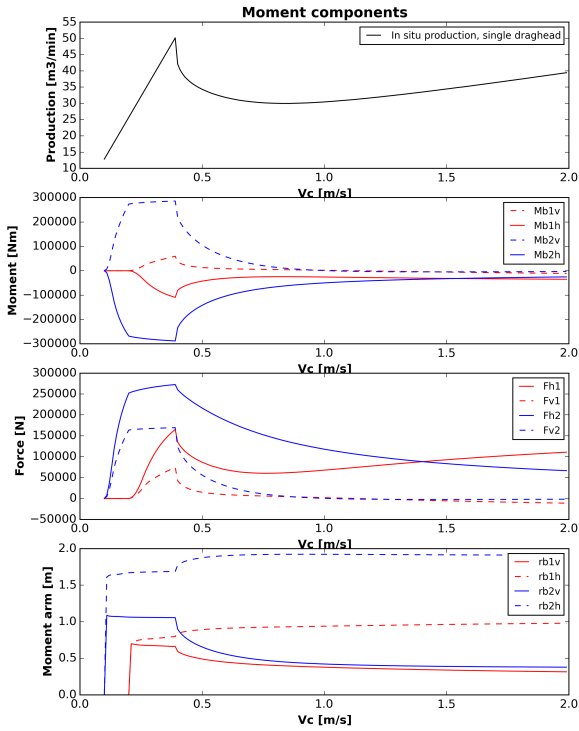 Moment components
Production [m3/min]
55
50
45
40
35
30
25
20
15
10
In situ production, single draghead
0.0 0.5 1.0 1.5 2.0
Vc [m/s]
Moment [Nm]
300000
200000
100000
0
−100000
−200000
−300000
Mb1v
Mb1h
Mb2v
Mb2h
0.0 0.5 1.0 1.5 2.0
Vc [m/s]
Force [N]
300000
250000
200000
150000
100000
50000
0
−50000
Fh1
Fv1
Fh2
Fv2
0.0 0.5 1.0 1.5 2.0
Vc [m/s]
Moment arm [m]
2.0
1.5
1.0
0.5
0.0
rb1v
rb1h
rb2v
rb2h
0.0 0.5 1.0 1.5 2.0
Vc [m/s]